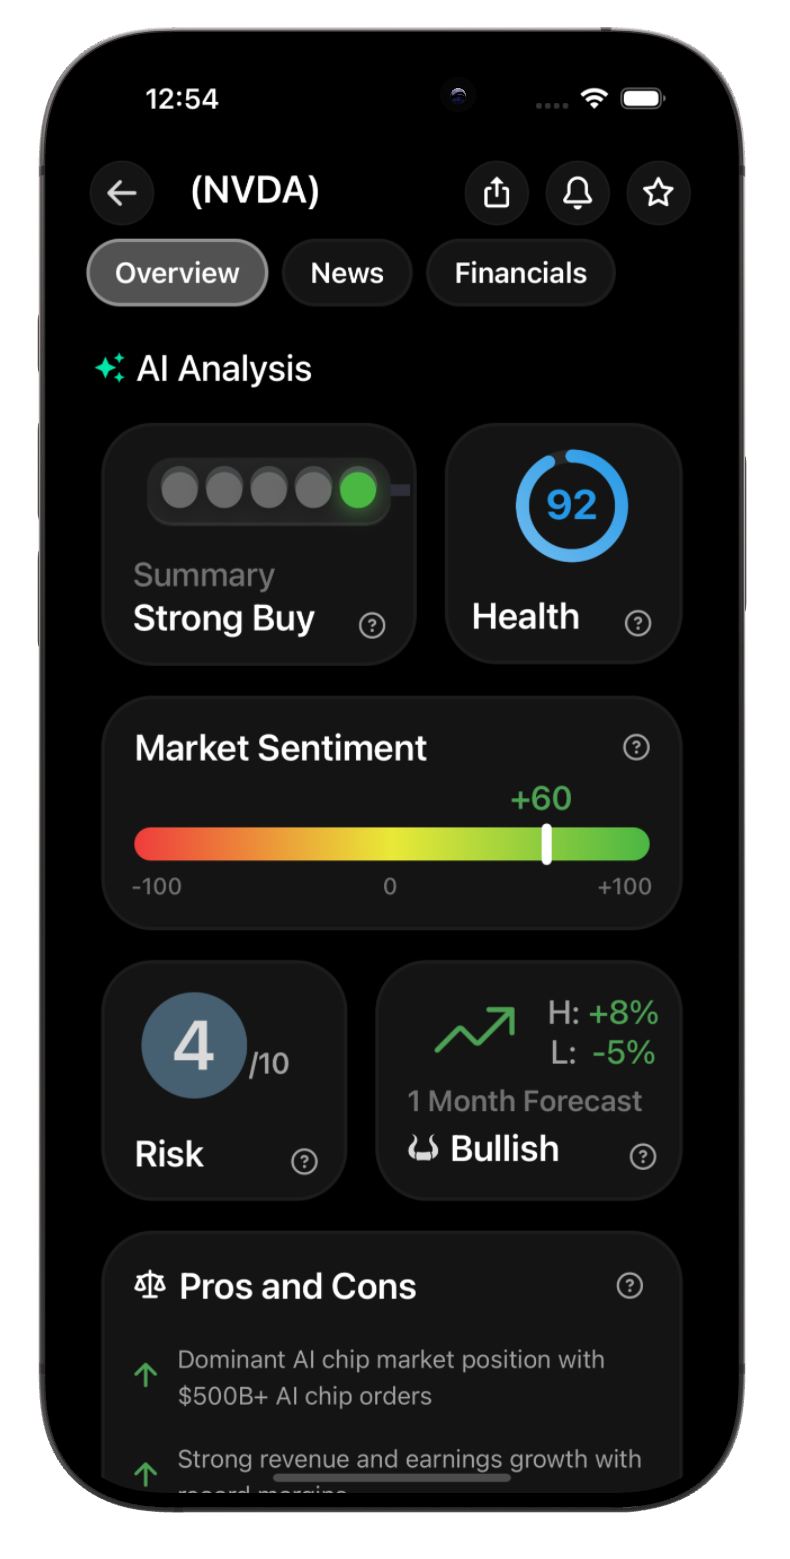 12:54
(NVDA)
Overview
News
Financials
AI Analysis
Summary
Strong Buy
?
92
Health
?
Market Sentiment
?
+60
-100
0
+100
4
/10
Risk
?
H: +8%
L: -5%
1 Month Forecast
Bullish
?
Pros and Cons
?
Dominant AI chip market position with
$500B+ AI chip orders
Strong revenue and earnings growth with
record margins